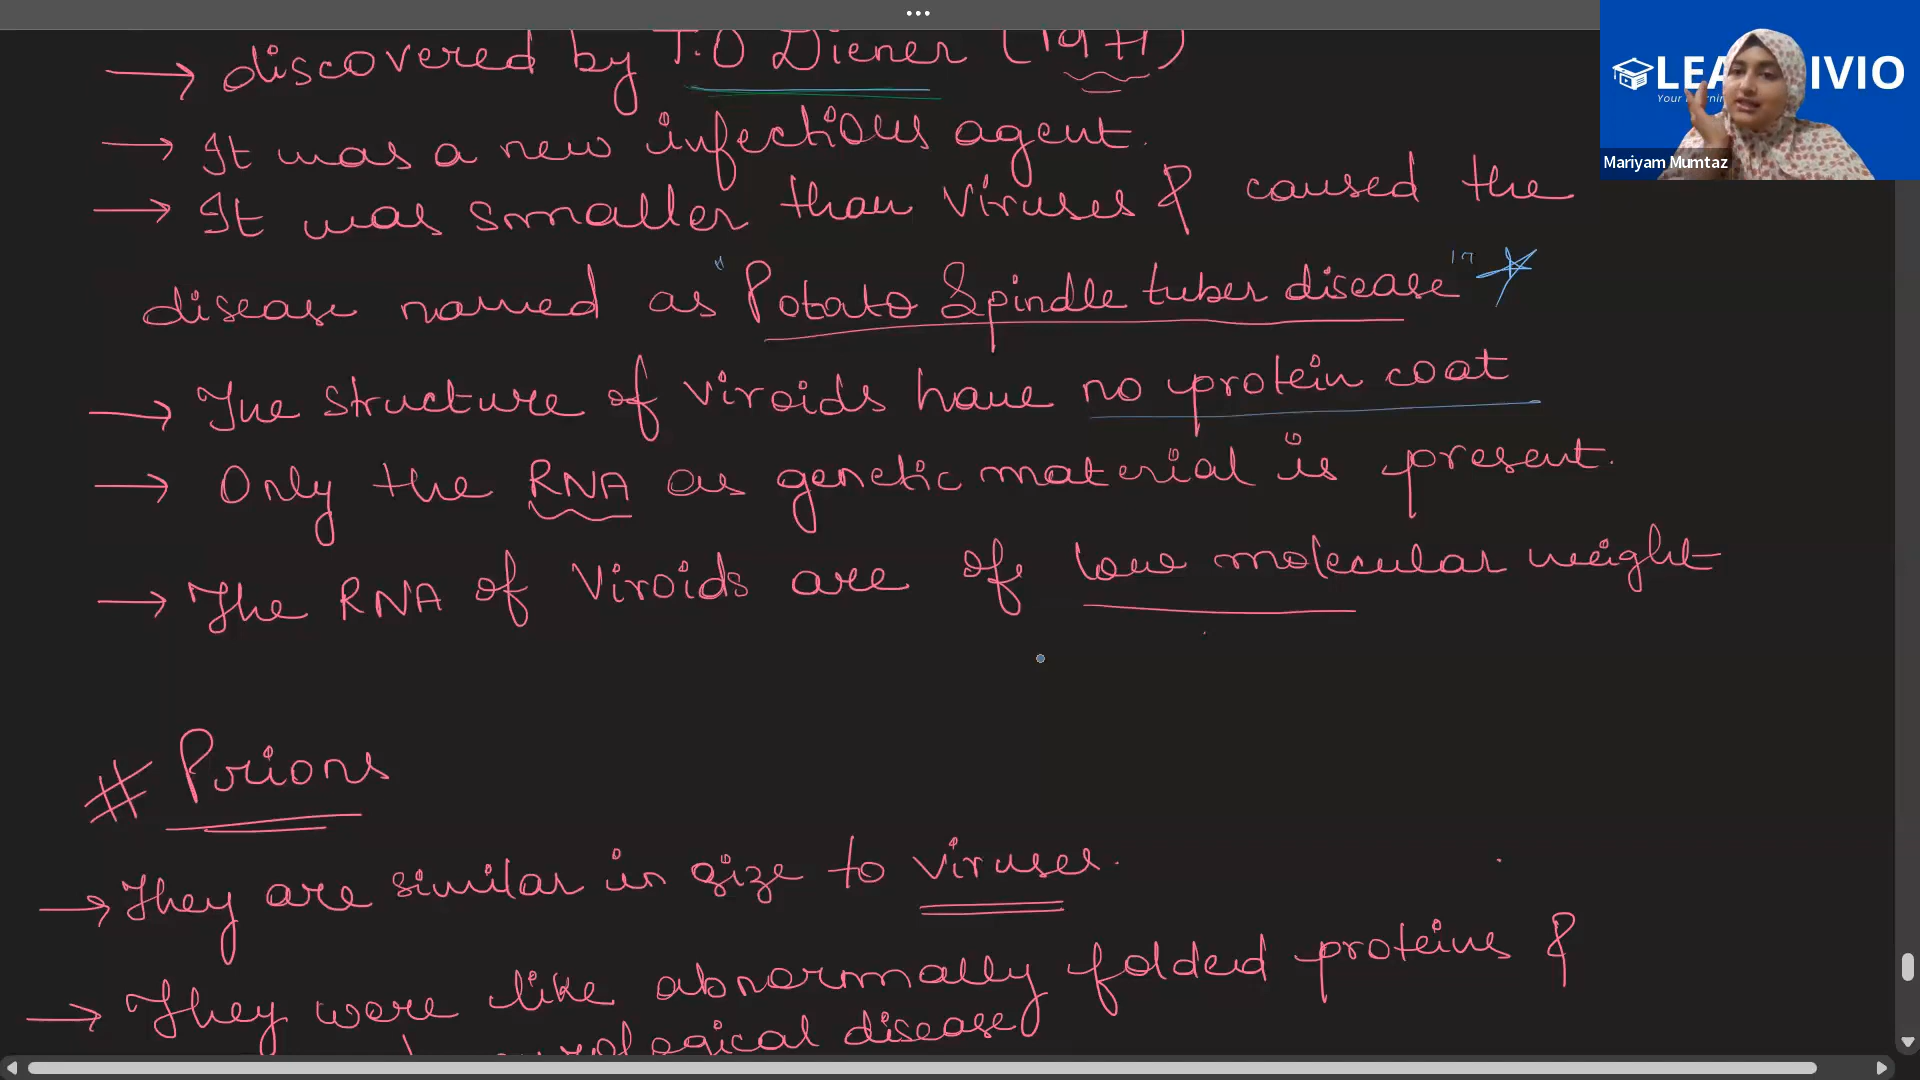 → discovered by T.O Diener (1971)
→ It was a new infectious agent.
→ It was smaller than viruses & caused the
disease named as "Potato Spindle tuber disease"
→ The structure of viroids have no protein coat
→ Only the RNA as genetic material is present.
→ The RNA of Viroids are of low molecular weight
# Prions
→ They are similar in size to viruses.
→ They were like abnormally folded proteins &
neurological disease
LEA IVIO
Your
Mariyam Mumtaz